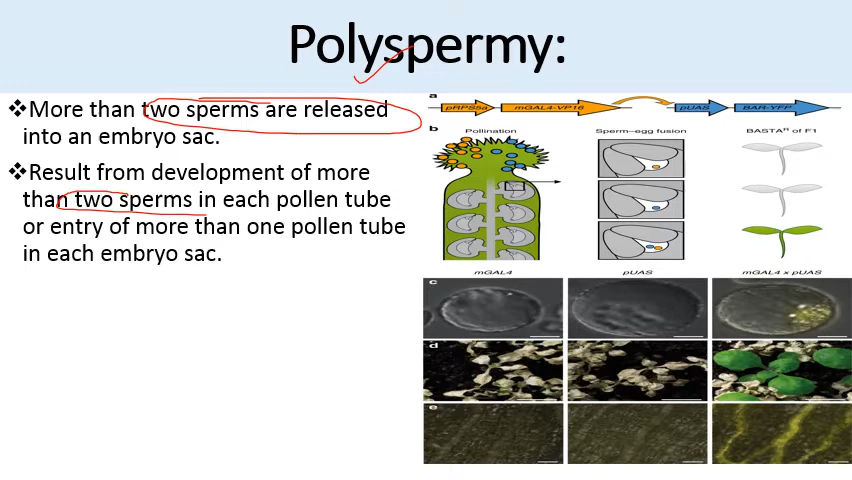 Polyspermy:
❖More than two sperms are released
into an embryo sac.
❖Result from development of more
than two sperms in each pollen tube
or entry of more than one pollen tube
in each embryo sac.
a
pRPS5a mGAL4-VP16 pUAS BAR-YFP
b
Pollination Sperm–egg fusion BASTAᴿ of F1
mGAL4 pUAS mGAL4 x pUAS
c
d
e